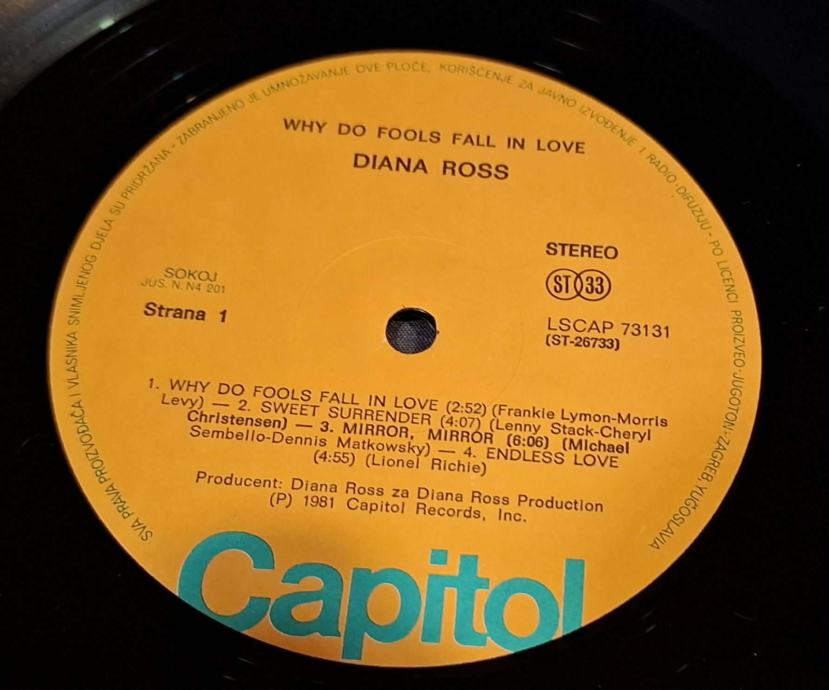 SVA PRAVA PROIZVOĐAČA I VLASNIKA SNIMLJENOG DJELA SU PRIDRŽANA - ZABRANJENO JE UMNOŽAVANJE OVE PLOČE, KORIŠĆENJE ZA JAVNO IZVOĐENJE I RADIO-DIFUZIJU - PO LICENCI PROIZVEO JUGOTON-ZAGREB, YUGOSLAVIA
WHY DO FOOLS FALL IN LOVE
DIANA ROSS
STEREO
ST 33
SOKOJ
JUS. N. N4 201
Strana 1
LSCAP 73131
(ST-26733)
1. WHY DO FOOLS FALL IN LOVE (2:52) (Frankie Lymon-Morris
Levy) — 2. SWEET SURRENDER (4:07) (Lenny Stack-Cheryl
Christensen) — 3. MIRROR, MIRROR (6:06) (Michael
Sembello-Dennis Matkowsky) — 4. ENDLESS LOVE
(4:55) (Lionel Richie)
Producent: Diana Ross za Diana Ross Production
(P) 1981 Capitol Records, Inc.
Capitol